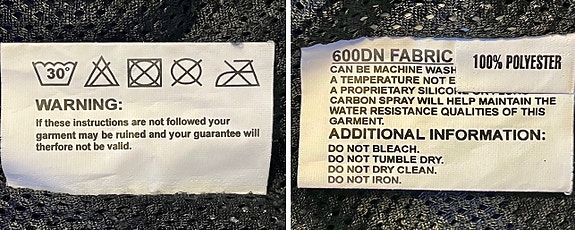 30°
WARNING:
If these instructions are not followed your
garment may be ruined and your guarantee will
therfore not be valid.
600DN FABRIC
100% POLYESTER
CAN BE MACHINE WASH
A TEMPERATURE NOT E
A PROPRIETARY
CARBON SPRAY WILL HELP MAINTAIN THE
WATER RESISTANCE QUALITIES OF THIS
GARMENT.
ADDITIONAL INFORMATION:
DO NOT BLEACH.
DO NOT TUMBLE DRY.
DO NOT DRY CLEAN.
DO NOT IRON.